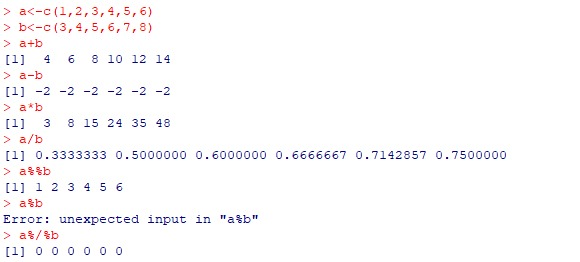 > a<-c(1,2,3,4,5,6)
> b<-c(3,4,5,6,7,8)
> a+b
[1]  4  6  8 10 12 14
> a-b
[1] -2 -2 -2 -2 -2 -2
> a*b
[1]  3  8 15 24 35 48
> a/b
[1] 0.3333333 0.5000000 0.6000000 0.6666667 0.7142857 0.7500000
> a%%b
[1] 1 2 3 4 5 6
> a%b
Error: unexpected input in "a%b"
> a%/%b
[1] 0 0 0 0 0 0